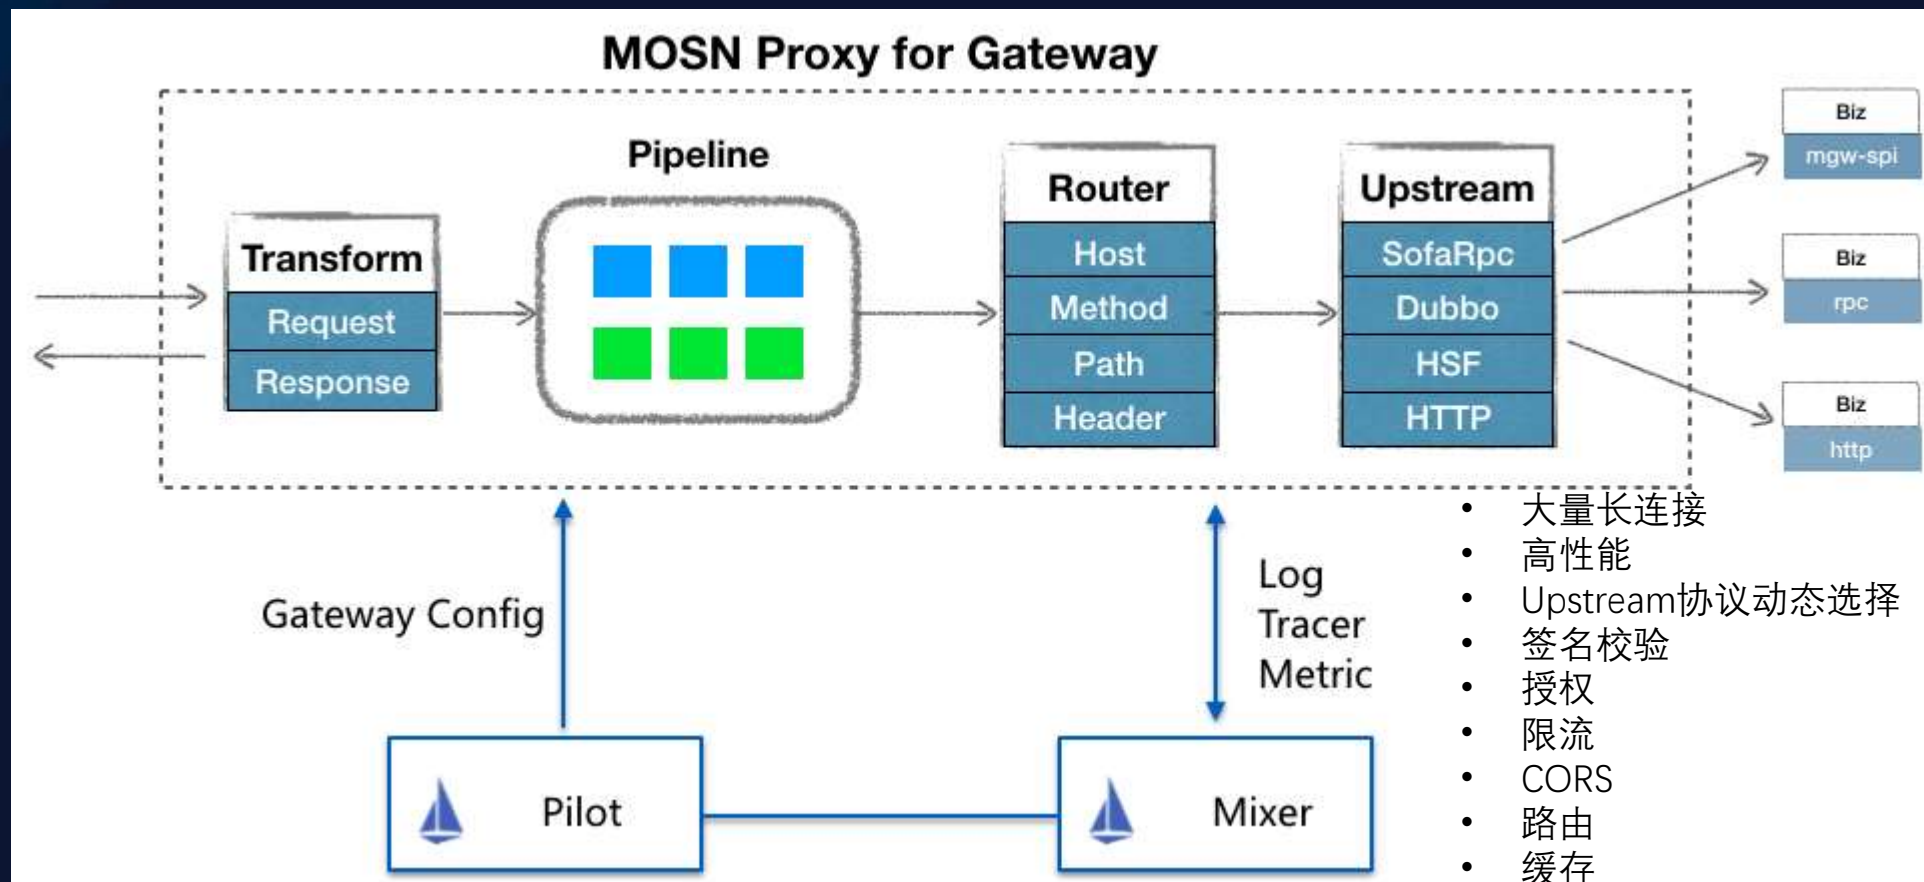 MOSN Proxy for Gateway
Pipeline
Transform
Request
Response
Router
Host
Method
Path
Header
Upstream
SofaRpc
Dubbo
HSF
HTTP
Biz
mgw-spi
Biz
rpc
Biz
http
Gateway Config
Log
Tracer
Metric
Pilot
Mixer
• 大量长连接
• 高性能
• Upstream协议动态选择
• 签名校验
• 授权
• 限流
• CORS
• 路由
• 缓存